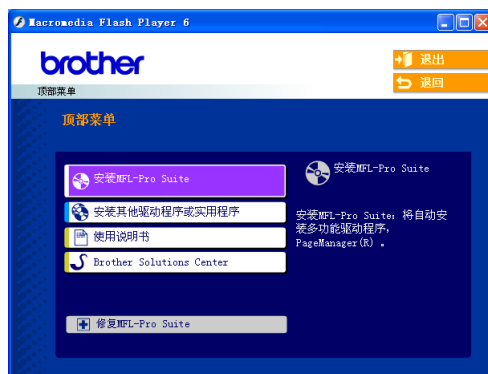 Macromedia Flash Player 6
brother
退出
退回
顶部菜单
顶部菜单
安装MFL-Pro Suite
安装其他驱动程序或实用程序
使用说明书
Brother Solutions Center
修复MFL-Pro Suite
安装MFL-Pro Suite
安装MFL-Pro Suite: 将自动安
装多功能驱动程序,
PageManager(R) 。